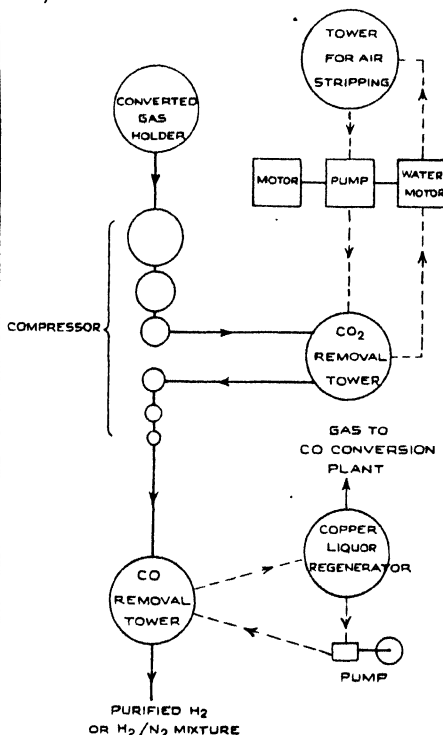 TOWER
FOR AIR
STRIPPING
CONVERTED
GAS
HOLDER
MOTOR
PUMP
WATER
MOTOR
COMPRESSOR
CO₂
REMOVAL
TOWER
GAS TO
CO CONVERSION
PLANT
COPPER
LIQUOR
REGENERATOR
CO
REMOVAL
TOWER
PUMP
PURIFIED H₂
OR H₂/N₂ MIXTURE